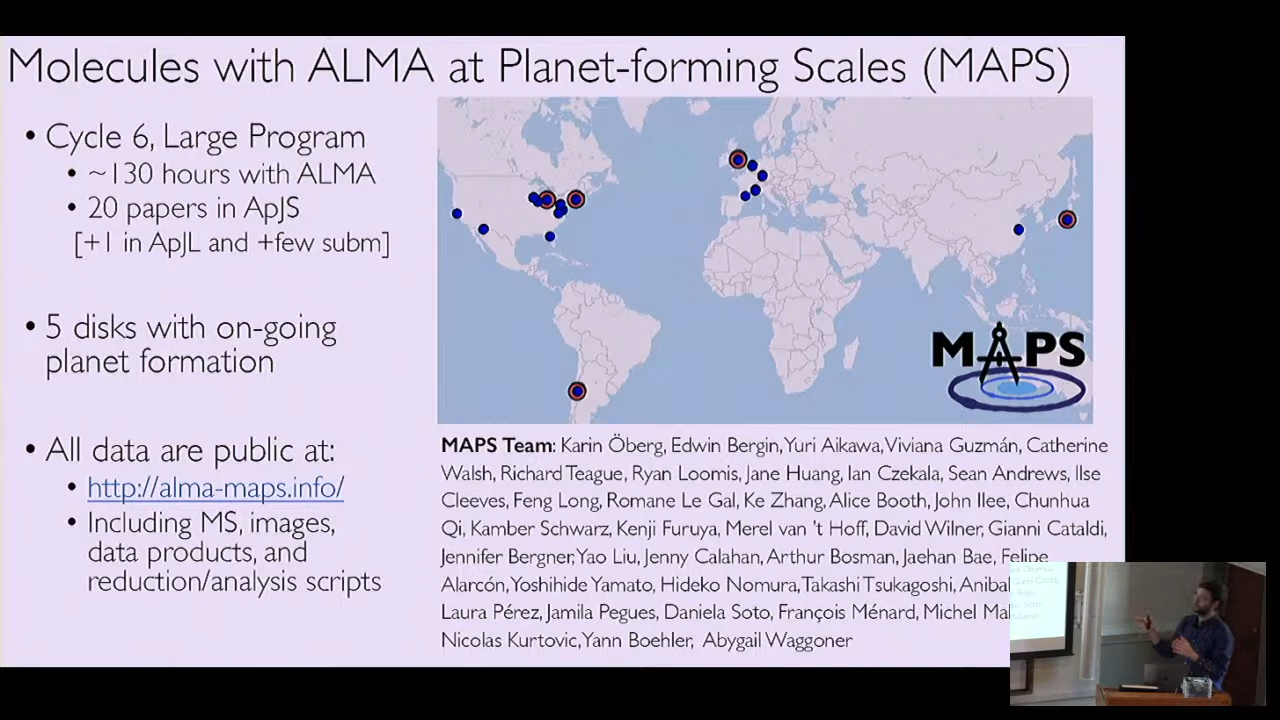 Molecules with ALMA at Planet-forming Scales (MAPS)
• Cycle 6, Large Program
• ~130 hours with ALMA
• 20 papers in ApJS
[+1 in ApJL and +few subm]
• 5 disks with on-going
planet formation
• All data are public at:
• http://alma-maps.info/
• Including MS, images,
data products, and
reduction/analysis scripts
MAPS
MAPS Team: Karin Öberg, Edwin Bergin, Yuri Aikawa, Viviana Guzmán, Catherine
Walsh, Richard Teague, Ryan Loomis, Jane Huang, Ian Czekala, Sean Andrews, Ilse
Cleeves, Feng Long, Romane Le Gal, Ke Zhang, Alice Booth, John Ilee, Chunhua
Qi, Kamber Schwarz, Kenji Furuya, Merel van 't Hoff, David Wilner, Gianni Cataldi,
Jennifer Bergner, Yao Liu, Jenny Calahan, Arthur Bosman, Jaehan Bae, Felipe
Alarcón, Yoshihide Yamato, Hideko Nomura, Takashi Tsukagoshi, Anibal
Laura Pérez, Jamila Pegues, Daniela Soto, François Ménard, Michel
Nicolas Kurtovic, Yann Boehler, Abygail Waggoner